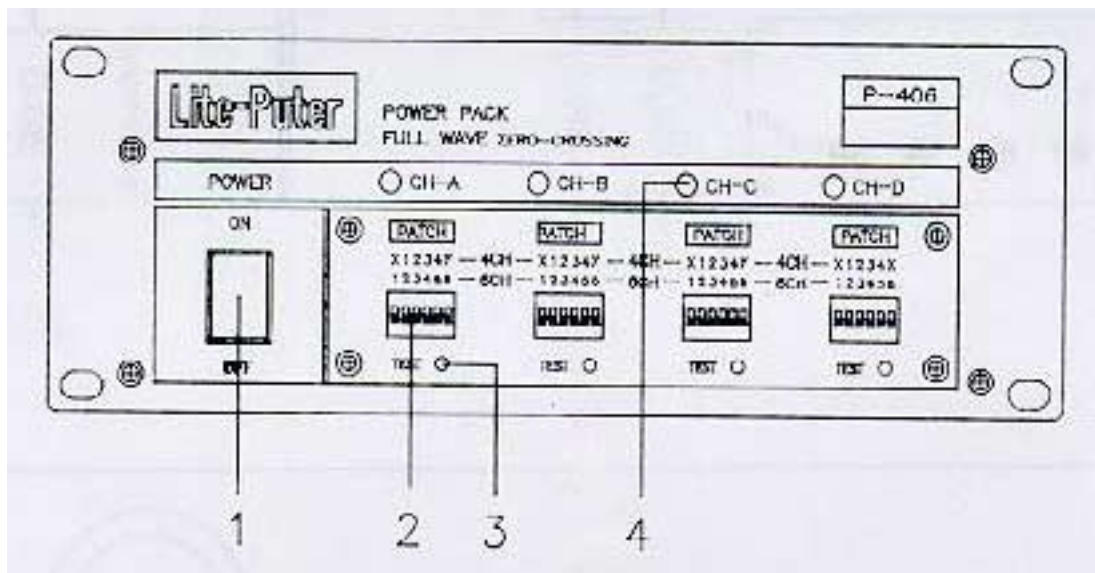 Lite-Puter
P-406
POWER PACK
FULL WAVE ZERO-CROSSING
POWER CH-A CH-B CH-C CH-D
ON
PATCH PATCH PATCH PATCH
4CH 4CH 4CH
6CH 6CH 6CH
TEST TEST TEST TEST
1 2 3 4